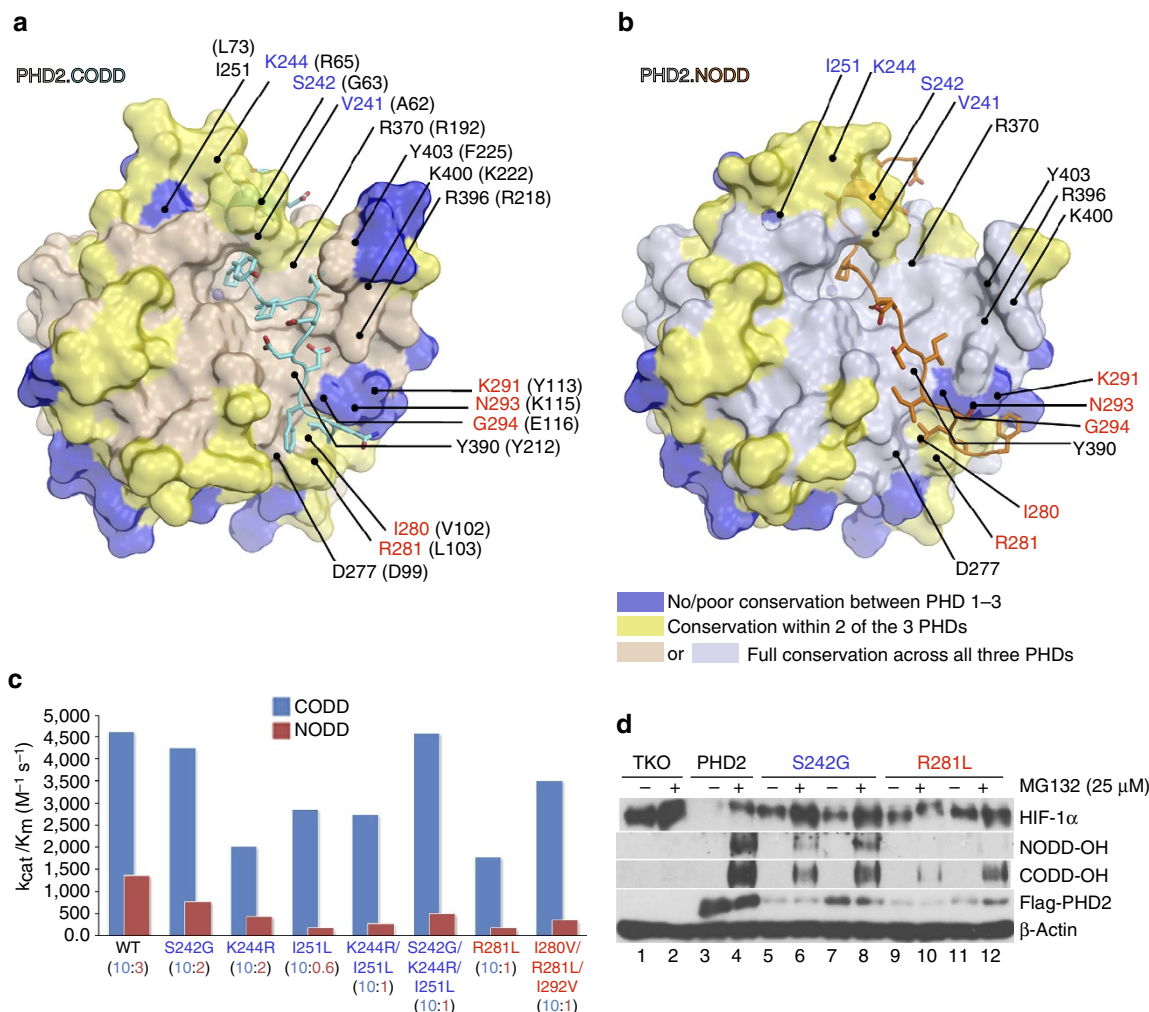 a
PHD2.CODD
(L73)
I251
K244 (R65)
S242 (G63)
V241 (A62)
R370 (R192)
Y403 (F225)
K400 (K222)
R396 (R218)
K291 (Y113)
N293 (K115)
G294 (E116)
Y390 (Y212)
I280 (V102)
R281 (L103)
D277 (D99)
b
PHD2.NODD
I251
K244
S242
V241
R370
Y403
R396
K400
K291
N293
G294
Y390
I280
R281
D277
No/poor conservation between PHD 1–3
Conservation within 2 of the 3 PHDs
or Full conservation across all three PHDs
c
CODD
NODD
kcat/Km (M−1 s−1)
5,000
4,500
4,000
3,500
3,000
2,500
2,000
1,500
1,000
500
0.0
WT
(10:3)
S242G
(10:2)
K244R
(10:2)
I251L
(10:0.6)
K244R/
I251L
(10:1)
S242G/
K244R/
I251L
(10:1)
R281L
(10:1)
I280V/
R281L/
I292V
(10:1)
d
TKO PHD2 S242G R281L
− + − + − + − + − + − + MG132 (25 μM)
HIF-1α
NODD-OH
CODD-OH
Flag-PHD2
β-Actin
1 2 3 4 5 6 7 8 9 10 11 12